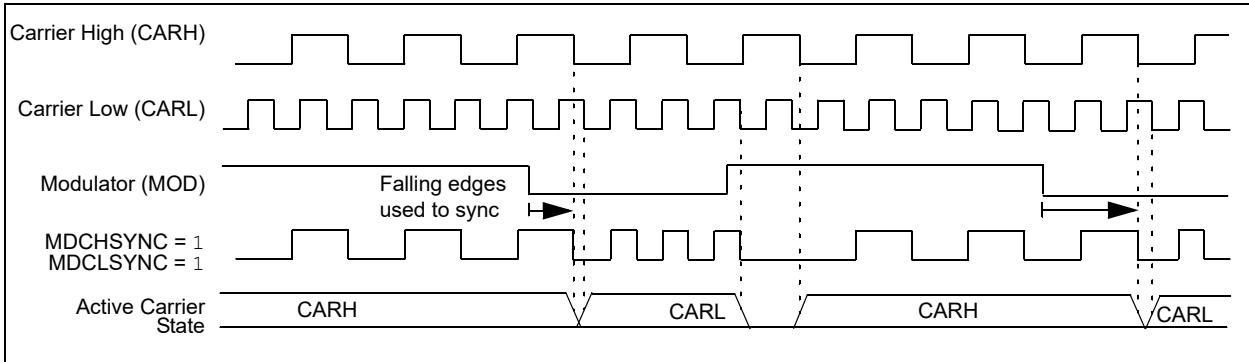 Carrier High (CARH)
Carrier Low (CARL)
Modulator (MOD)
Falling edges
used to sync
MDCHSYNC = 1
MDCLSYNC = 1
Active Carrier
State
CARH
CARL
CARH
CARL